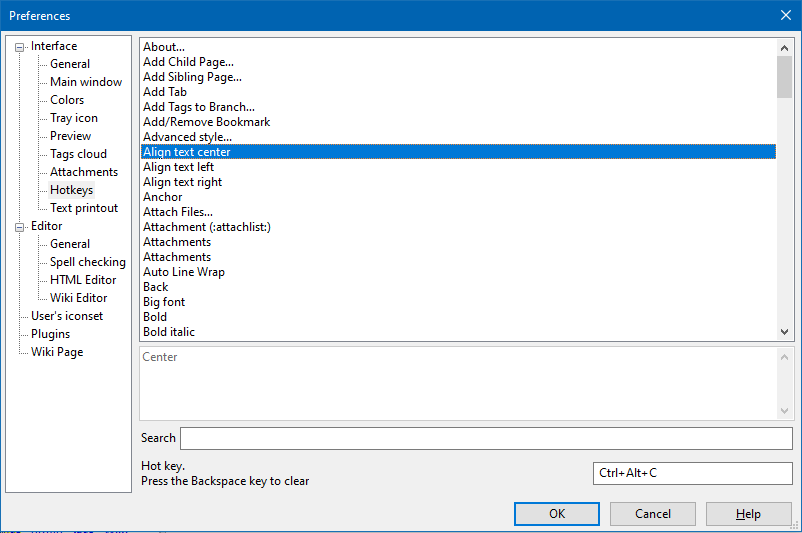 Preferences
Interface
General
Main window
Colors
Tray icon
Preview
Tags cloud
Attachments
Hotkeys
Text printout
Editor
General
Spell checking
HTML Editor
Wiki Editor
User's iconset
Plugins
Wiki Page
About...
Add Child Page...
Add Sibling Page...
Add Tab
Add Tags to Branch...
Add/Remove Bookmark
Advanced style...
Align text center
Align text left
Align text right
Anchor
Attach Files...
Attachment (:attachlist:)
Attachments
Attachments
Auto Line Wrap
Back
Big font
Bold
Bold italic
Center
Search
Hot key.
Press the Backspace key to clear
Ctrl+Alt+C
OK
Cancel
Help